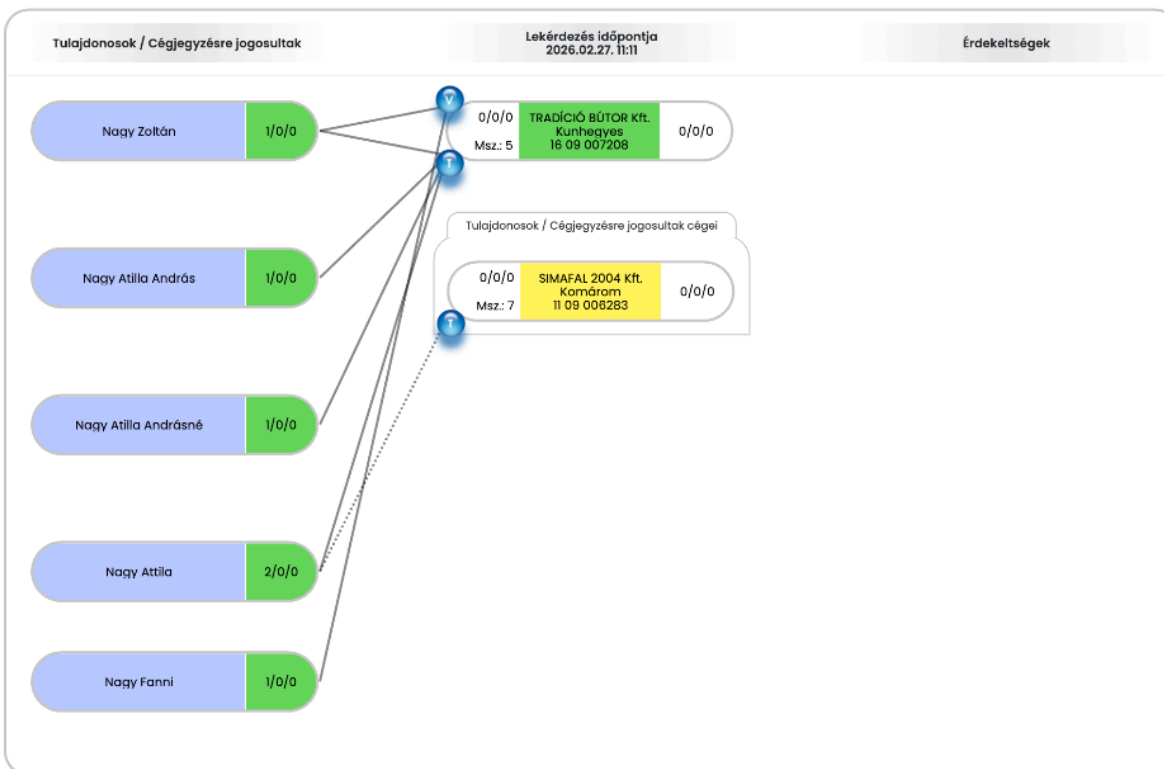 Tulajdonosok / Cégjegyzésre jogosultak
Lekérdezés időpontja
2026.02.27. 11:11
Érdekeltségek
Nagy Zoltán
1/0/0
V
0/0/0
Msz.: 5
TRADÍCIÓ BÚTOR Kft.
Kunhegyes
16 09 007208
0/0/0
T
Tulajdonosok / Cégjegyzésre jogosultak cégei
Nagy Atilla András
1/0/0
0/0/0
Msz.: 7
SIMAFAL 2004 Kft.
Komárom
11 09 006283
0/0/0
T
Nagy Atilla Andrásné
1/0/0
Nagy Attila
2/0/0
Nagy Fanni
1/0/0